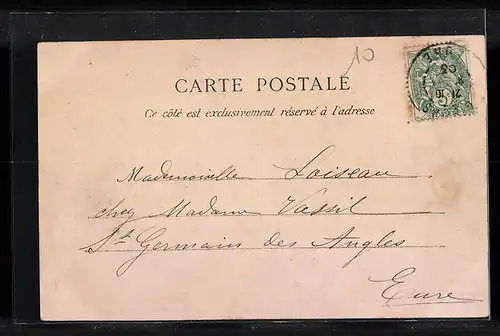 10
CARTE POSTALE
Ce côté est exclusivement réservé à l'adresse
Mademoiselle Loiseau
chez Madame Vassil
St Germain des Angles
Eure